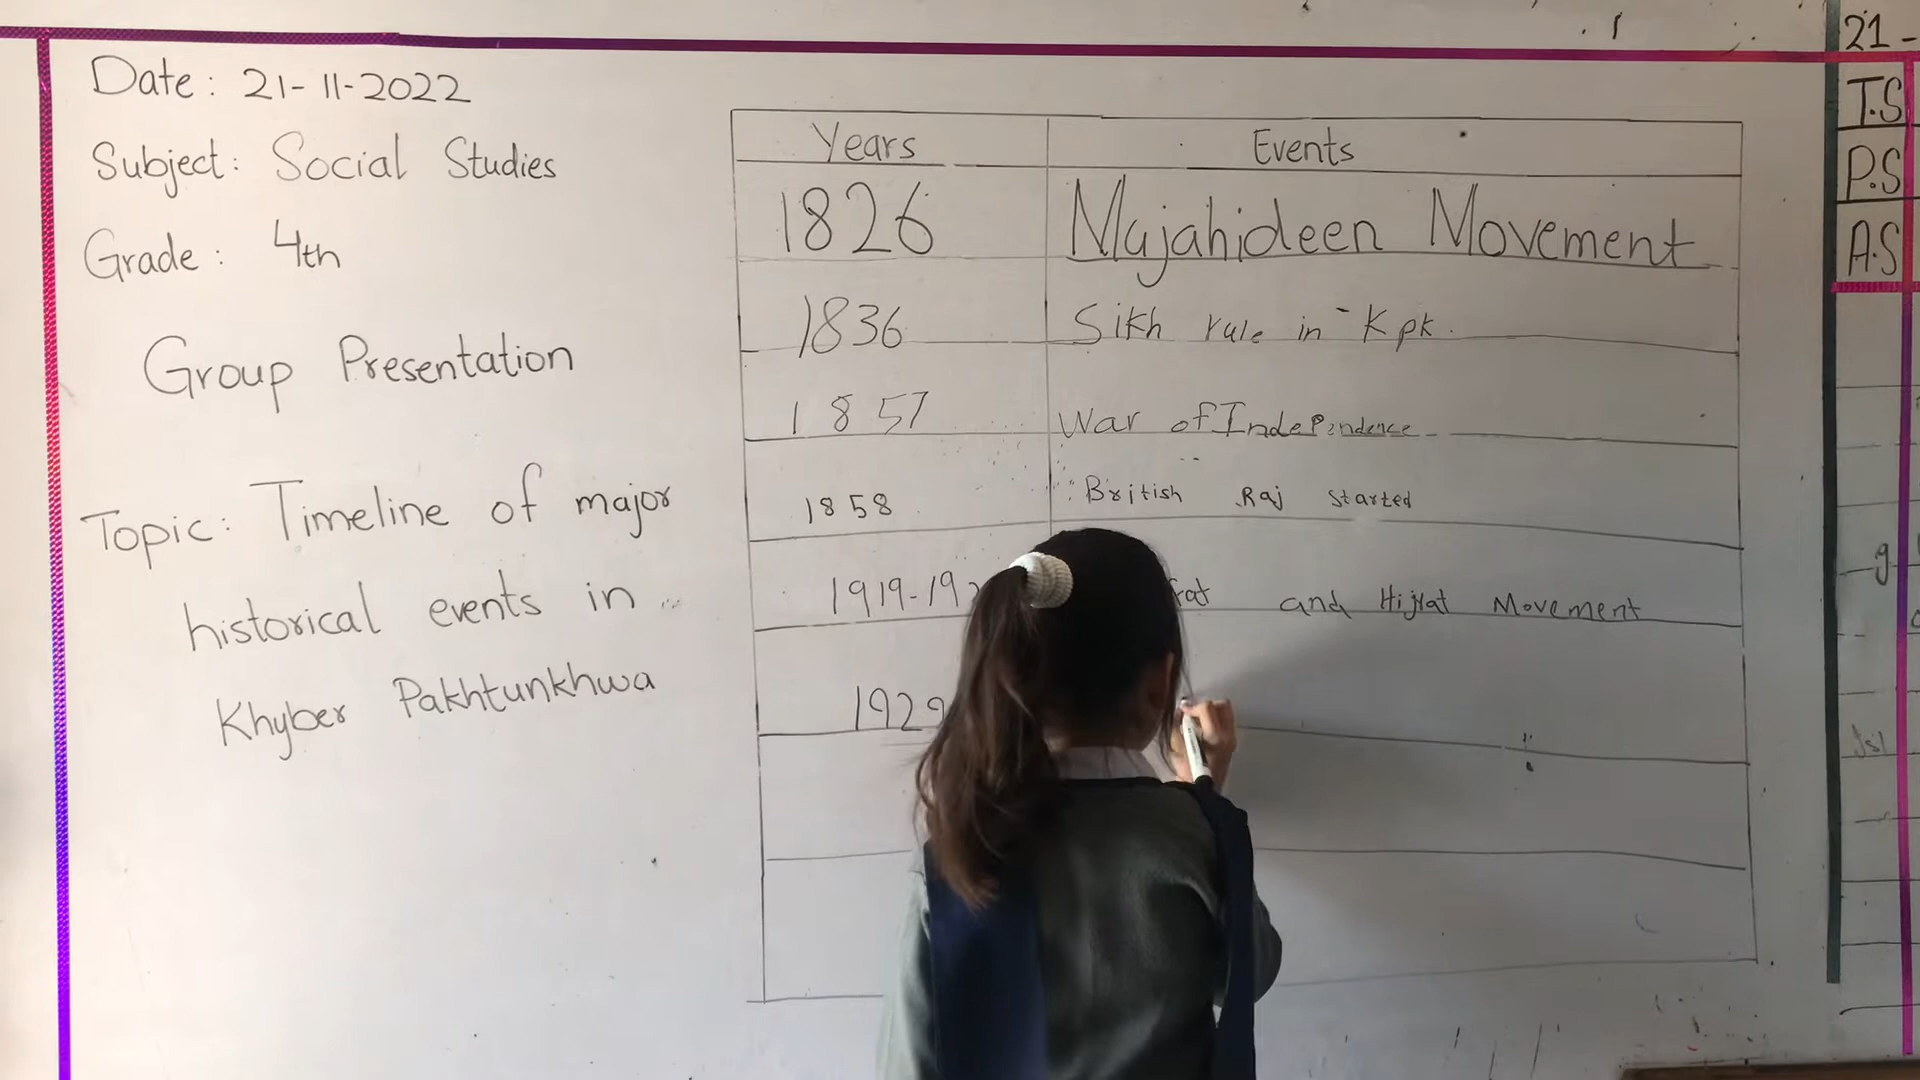 Date: 21-11-2022
Subject: Social Studies
Grade: 4th
Group Presentation
Topic: Timeline of major
historical events in
Khyber Pakhtunkhwa
Years Events
1826 Mujahideen Movement
1836 Sikh rule in Kpk.
1857 War of Independence
1858 British Raj started
1919-19 and Hijrat Movement
1929
21-
T.S
P.S
A.S